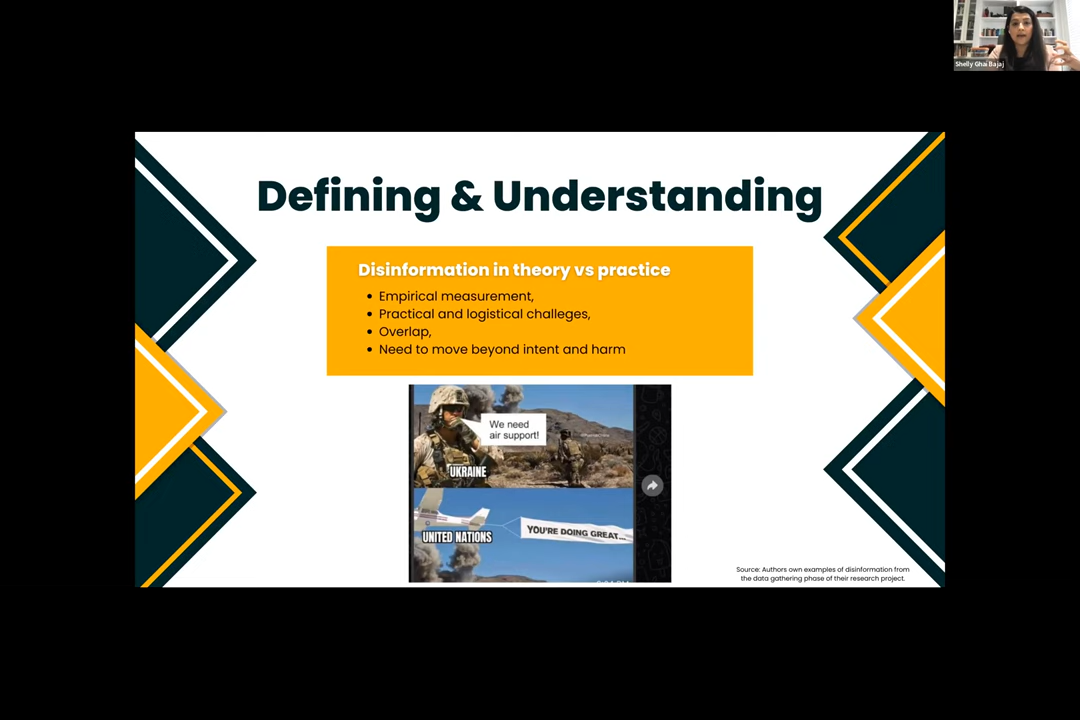 Shelly Ghai Bajaj
Defining & Understanding
Disinformation in theory vs practice
• Empirical measurement,
• Practical and logistical challeges,
• Overlap,
• Need to move beyond intent and harm
We need
air support!
UKRAINE
UNITED NATIONS
YOU'RE DOING GREAT...
Source: Authors own examples of disinformation from
the data gathering phase of their research project.